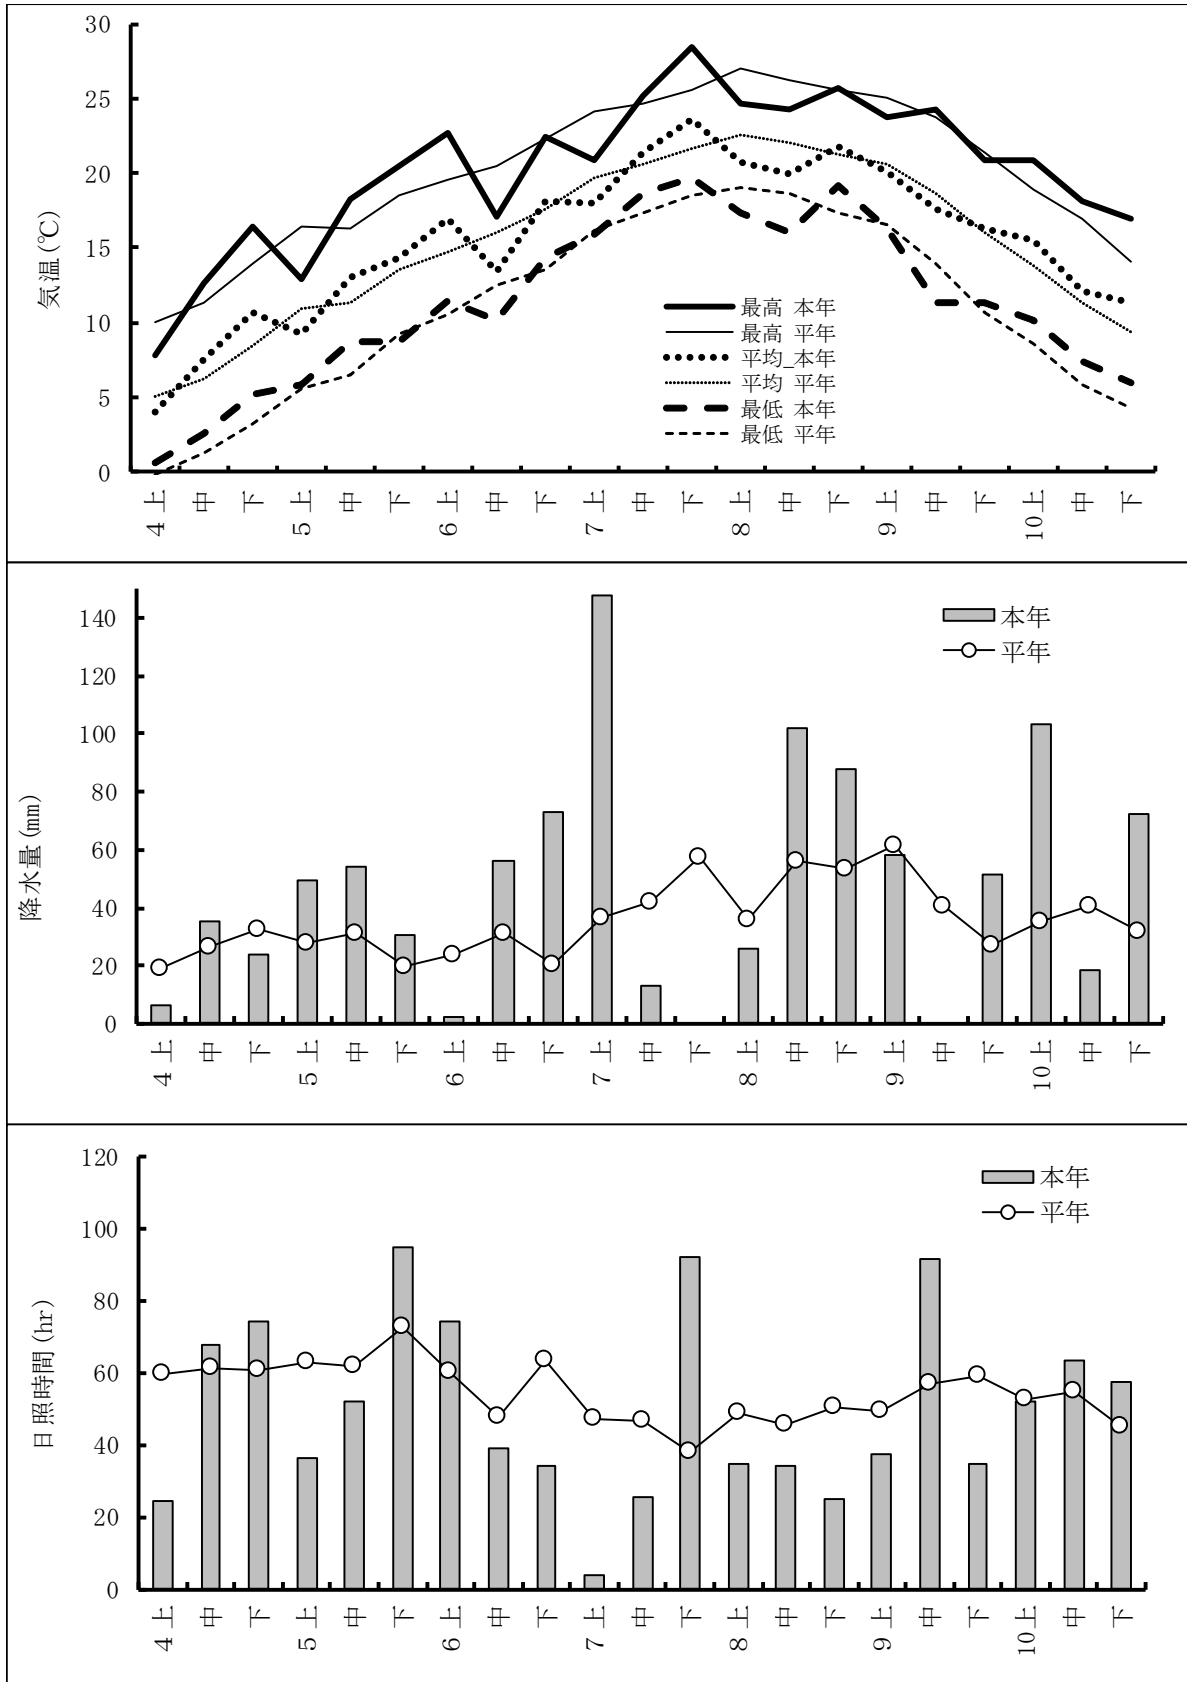 30
25
20
15
10
5
0
気温(℃)
最高 本年
最高 平年
平均_本年
平均 平年
最低 本年
最低 平年
4上 中 下 5上 中 下 6上 中 下 7上 中 下 8上 中 下 9上 中 下 10上 中 下
140
120
100
80
60
40
20
0
降水量(mm)
本年
平年
4上 中 下 5上 中 下 6上 中 下 7上 中 下 8上 中 下 9上 中 下 10上 中 下
120
100
80
60
40
20
0
日照時間(hr)
本年
平年
4上 中 下 5上 中 下 6上 中 下 7上 中 下 8上 中 下 9上 中 下 10上 中 下